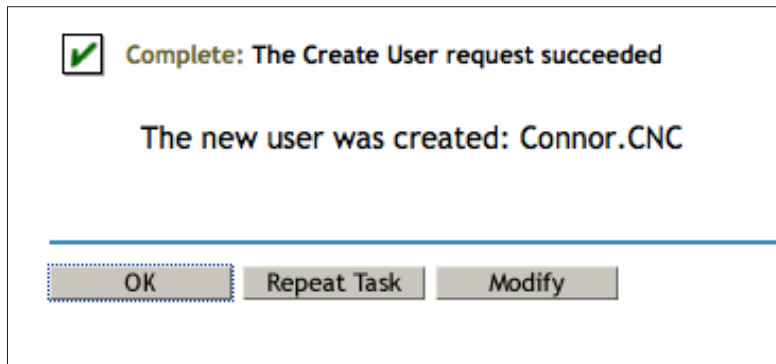 Complete: The Create User request succeeded
The new user was created: Connor.CNC
OK Repeat Task Modify